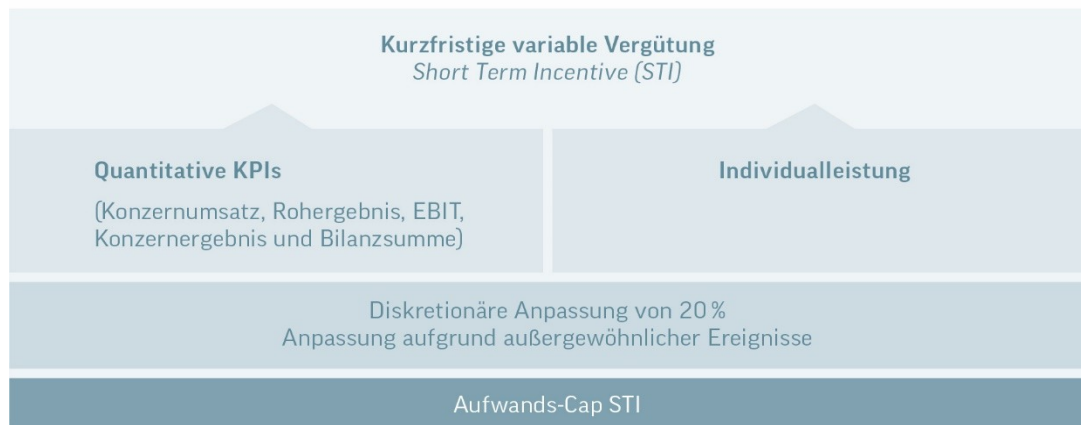 Kurzfristige variable Vergütung
Short Term Incentive (STI)
Quantitative KPIs
(Konzernumsatz, Rohergebnis, EBIT,
Konzernergebnis und Bilanzsumme)
Individualleistung
Diskretionäre Anpassung von 20 %
Anpassung aufgrund außergewöhnlicher Ereignisse
Aufwands-Cap STI